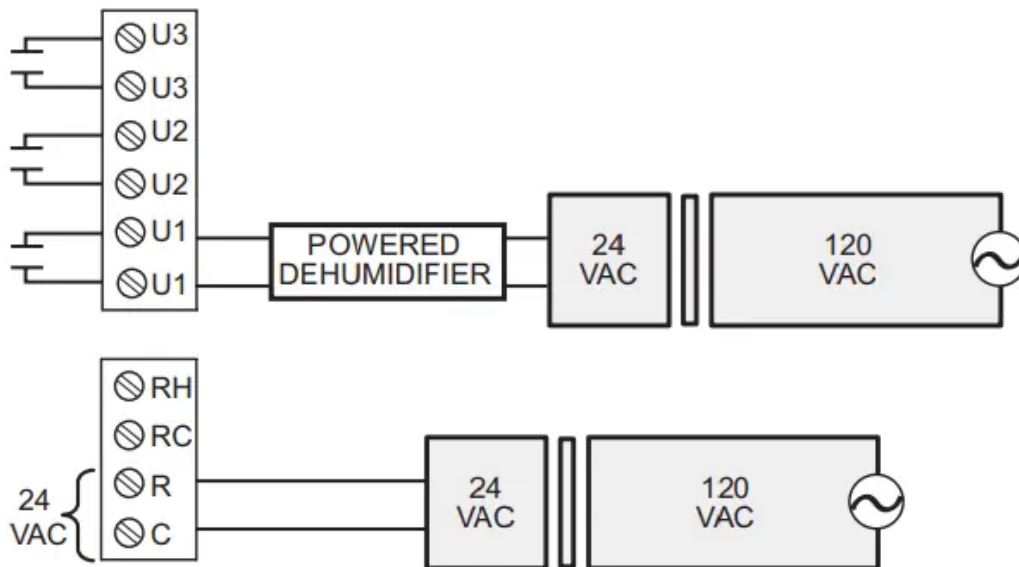 U3
U3
U2
U2
U1
U1
POWERED
DEHUMIDIFIER
24
VAC
120
VAC
RH
RC
R
C
24
VAC
24
VAC
120
VAC